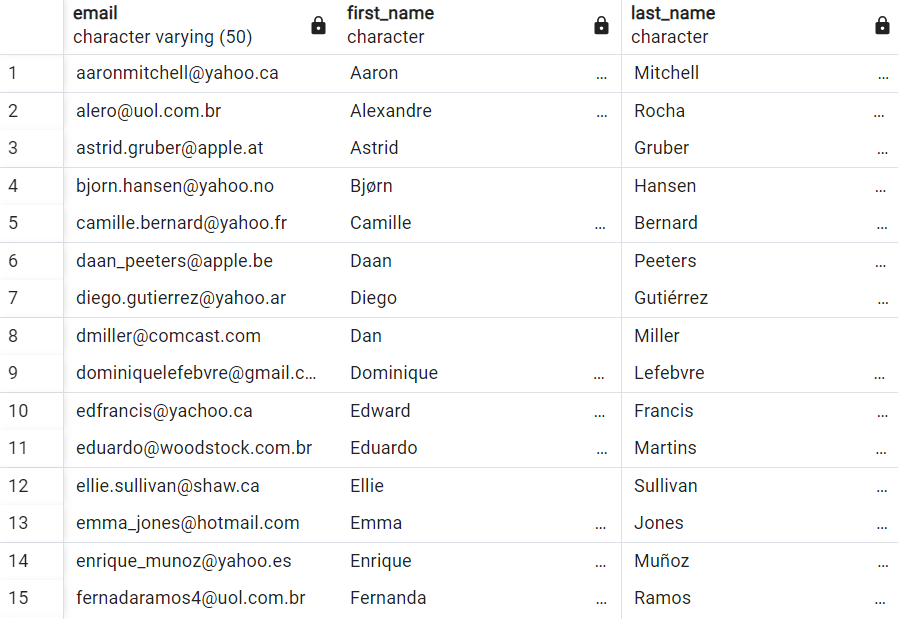 email first_name last_name
character varying (50) character character
1 aaronmitchell@yahoo.ca Aaron ... Mitchell ...
2 alero@uol.com.br Alexandre ... Rocha ...
3 astrid.gruber@apple.at Astrid Gruber ...
4 bjorn.hansen@yahoo.no Bjørn Hansen ...
5 camille.bernard@yahoo.fr Camille ... Bernard ...
6 daan_peeters@apple.be Daan Peeters ...
7 diego.gutierrez@yahoo.ar Diego Gutiérrez ...
8 dmiller@comcast.com Dan Miller
9 dominiquelefebvre@gmail.c... Dominique ... Lefebvre ...
10 edfrancis@yachoo.ca Edward ... Francis ...
11 eduardo@woodstock.com.br Eduardo ... Martins ...
12 ellie.sullivan@shaw.ca Ellie Sullivan ...
13 emma_jones@hotmail.com Emma ... Jones ...
14 enrique_munoz@yahoo.es Enrique ... Muñoz ...
15 fernadaramos4@uol.com.br Fernanda ... Ramos ...